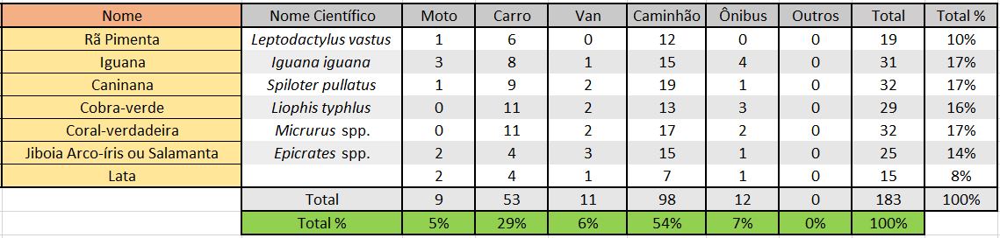 Nome Nome Científico Moto Carro Van Caminhão Ônibus Outros Total Total %
Rã Pimenta Leptodactylus vastus 1 6 0 12 0 0 19 10%
Iguana Iguana iguana 3 8 1 15 4 0 31 17%
Caninana Spiloter pullatus 1 9 2 19 1 0 32 17%
Cobra-verde Liophis typhlus 0 11 2 13 3 0 29 16%
Coral-verdadeira Micrurus spp. 0 11 2 17 2 0 32 17%
Jiboia Arco-íris ou Salamanta Epicrates spp. 2 4 3 15 1 0 25 14%
Lata 2 4 1 7 1 0 15 8%
Total 9 53 11 98 12 0 183 100%
Total % 5% 29% 6% 54% 7% 0% 100%